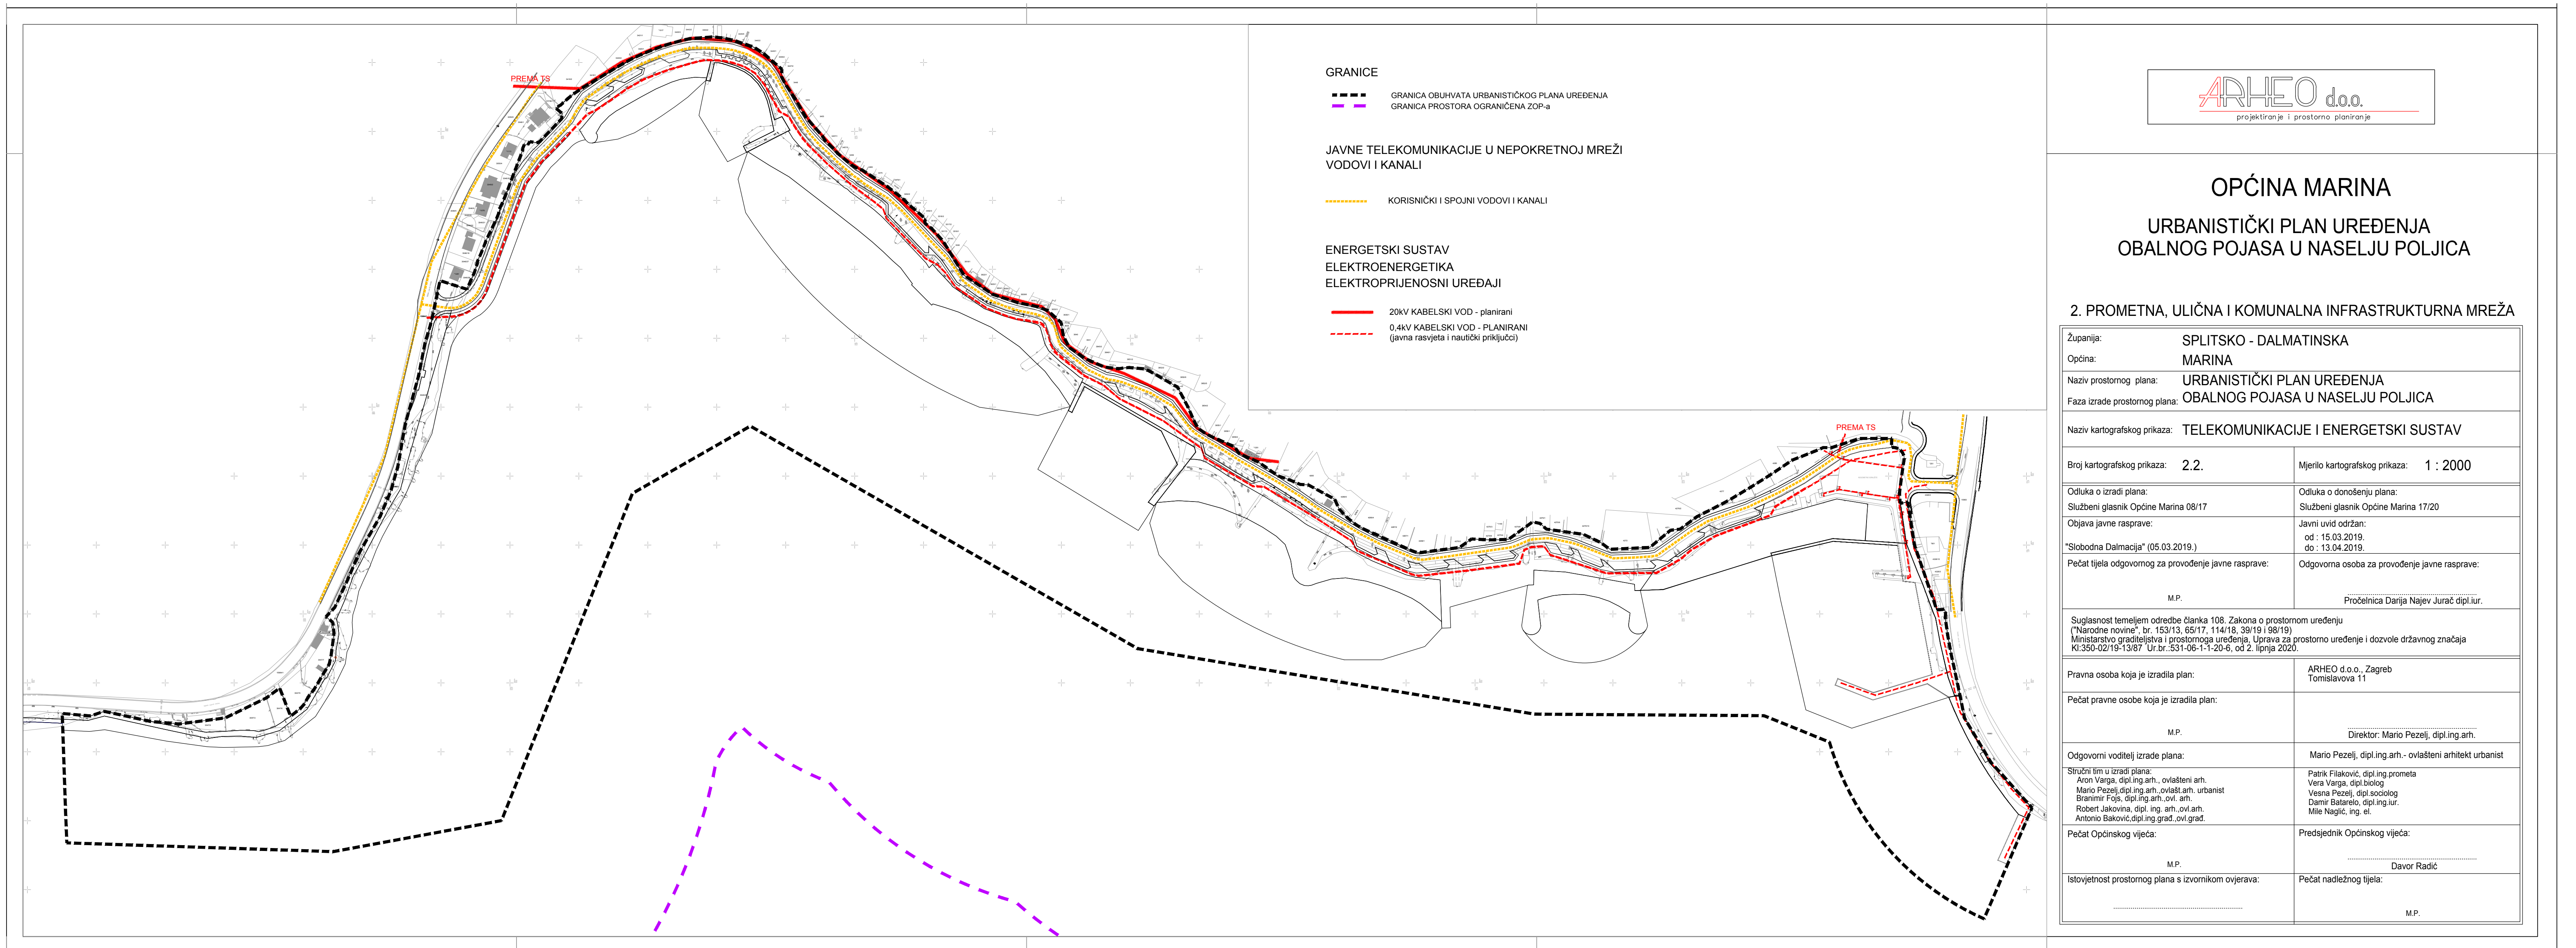 PREMA TS
PREMA TS
GRANICE
GRANICA OBUHVATA URBANISTIČKOG PLANA UREĐENJA
GRANICA PROSTORA OGRANIČENA ZOP-a
JAVNE TELEKOMUNIKACIJE U NEPOKRETNOJ MREŽI
VODOVI I KANALI
KORISNIČKI I SPOJNI VODOVI I KANALI
ENERGETSKI SUSTAV
ELEKTROENERGETIKA
ELEKTROPRIJENOSNI UREĐAJI
20kV KABELSKI VOD - planirani
0,4kV KABELSKI VOD - PLANIRANI
(javna rasvjeta i nautički priključci)
ARHEO d.o.o.
projektiranje i prostorno planiranje
OPĆINA MARINA
URBANISTIČKI PLAN UREĐENJA
OBALNOG POJASA U NASELJU POLJICA
2. PROMETNA, ULIČNA I KOMUNALNA INFRASTRUKTURNA MREŽA
Županija: SPLITSKO - DALMATINSKA
Općina: MARINA
Naziv prostornog plana: URBANISTIČKI PLAN UREĐENJA
Faza izrade prostornog plana: OBALNOG POJASA U NASELJU POLJICA
Naziv kartografskog prikaza: TELEKOMUNIKACIJE I ENERGETSKI SUSTAV
Broj kartografskog prikaza: 2.2. Mjerilo kartografskog prikaza: 1 : 2000
Odluka o izradi plana:
Službeni glasnik Općine Marina 08/17
Odluka o donošenju plana:
Službeni glasnik Općine Marina 17/20
Objava javne rasprave:
"Slobodna Dalmacija" (05.03.2019.)
Javni uvid održan:
od : 15.03.2019.
do : 13.04.2019.
Pečat tijela odgovornog za provođenje javne rasprave:
M.P.
Odgovorna osoba za provođenje javne rasprave:
Pročelnica Darija Najev Jurač dipl.iur.
Suglasnost temeljem odredbe članka 108. Zakona o prostornom uređenju
("Narodne novine", br. 153/13, 65/17, 114/18, 39/19 i 98/19)
Ministarstvo graditeljstva i prostornoga uređenja, Uprava za prostorno uređenje i dozvole državnog značaja
Kl:350-02/19-13/87 Ur.br.:531-06-1-1-20-6, od 2. lipnja 2020.
Pravna osoba koja je izradila plan:
ARHEO d.o.o., Zagreb
Tomislavova 11
Pečat pravne osobe koja je izradila plan:
M.P.
Direktor: Mario Pezelj, dipl.ing.arh.
Odgovorni voditelj izrade plana: Mario Pezelj, dipl.ing.arh.- ovlašteni arhitekt urbanist
Stručni tim u izradi plana:
Aron Varga, dipl.ing.arh., ovlašteni arh.
Mario Pezelj,dipl.ing.arh.,ovlašt.arh. urbanist
Branimir Fojs, dipl.ing.arh.,ovl. arh.
Robert Jakovina, dipl. ing. arh.,ovl.arh.
Antonio Baković,dipl.ing.građ.,ovl.građ.
Patrik Filaković, dipl.ing.prometa
Vera Varga, dipl.biolog
Vesna Pezelj, dipl.sociolog
Damir Batarelo, dipl.ing.iur.
Mile Naglić, ing. el.
Pečat Općinskog vijeća:
M.P.
Predsjednik Općinskog vijeća:
Davor Radić
Istovjetnost prostornog plana s izvornikom ovjerava:
Pečat nadležnog tijela:
M.P.